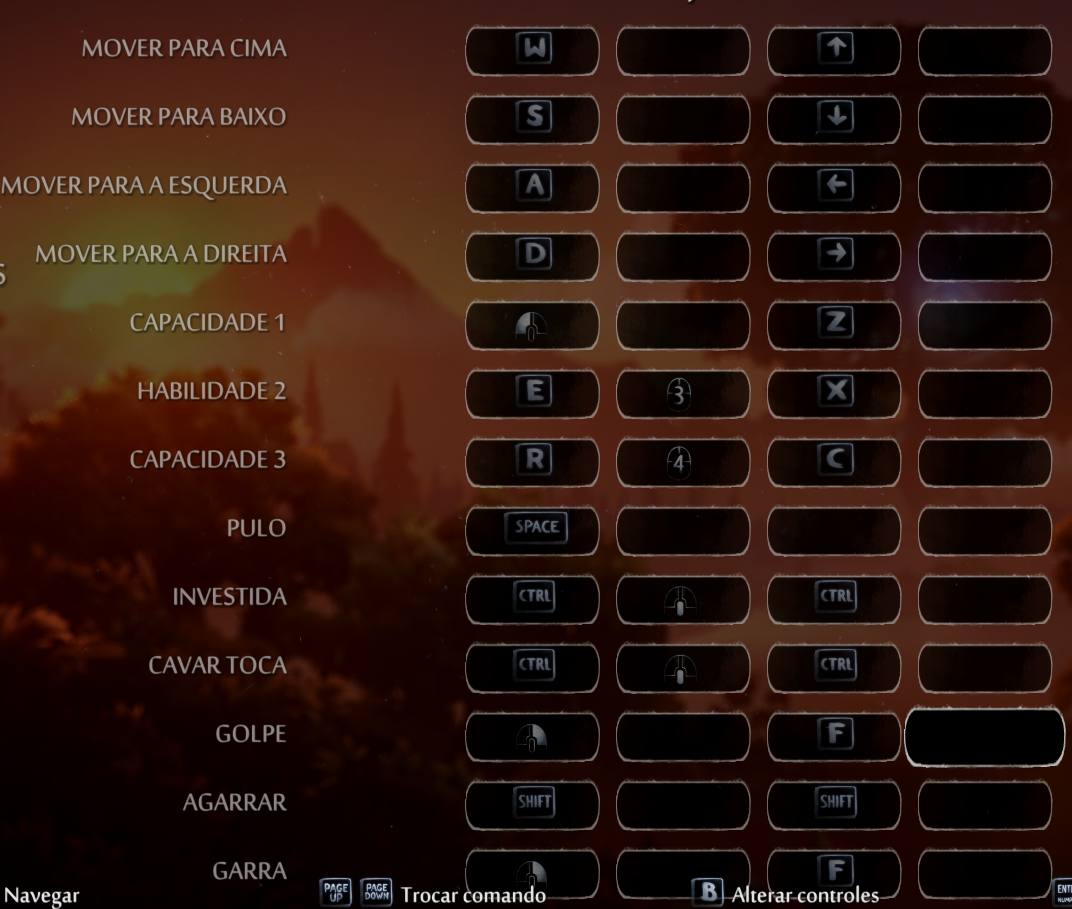 MOVER PARA CIMA W ↑
MOVER PARA BAIXO S ↓
MOVER PARA A ESQUERDA A ←
MOVER PARA A DIREITA D →
S
CAPACIDADE 1 Z
HABILIDADE 2 E 3 X
CAPACIDADE 3 R 4 C
PULO SPACE
INVESTIDA CTRL CTRL
CAVAR TOCA CTRL CTRL
GOLPE F
AGARRAR SHIFT SHIFT
GARRA F
Navegar PAGE UP PAGE DOWN Trocar comando B Alterar controles